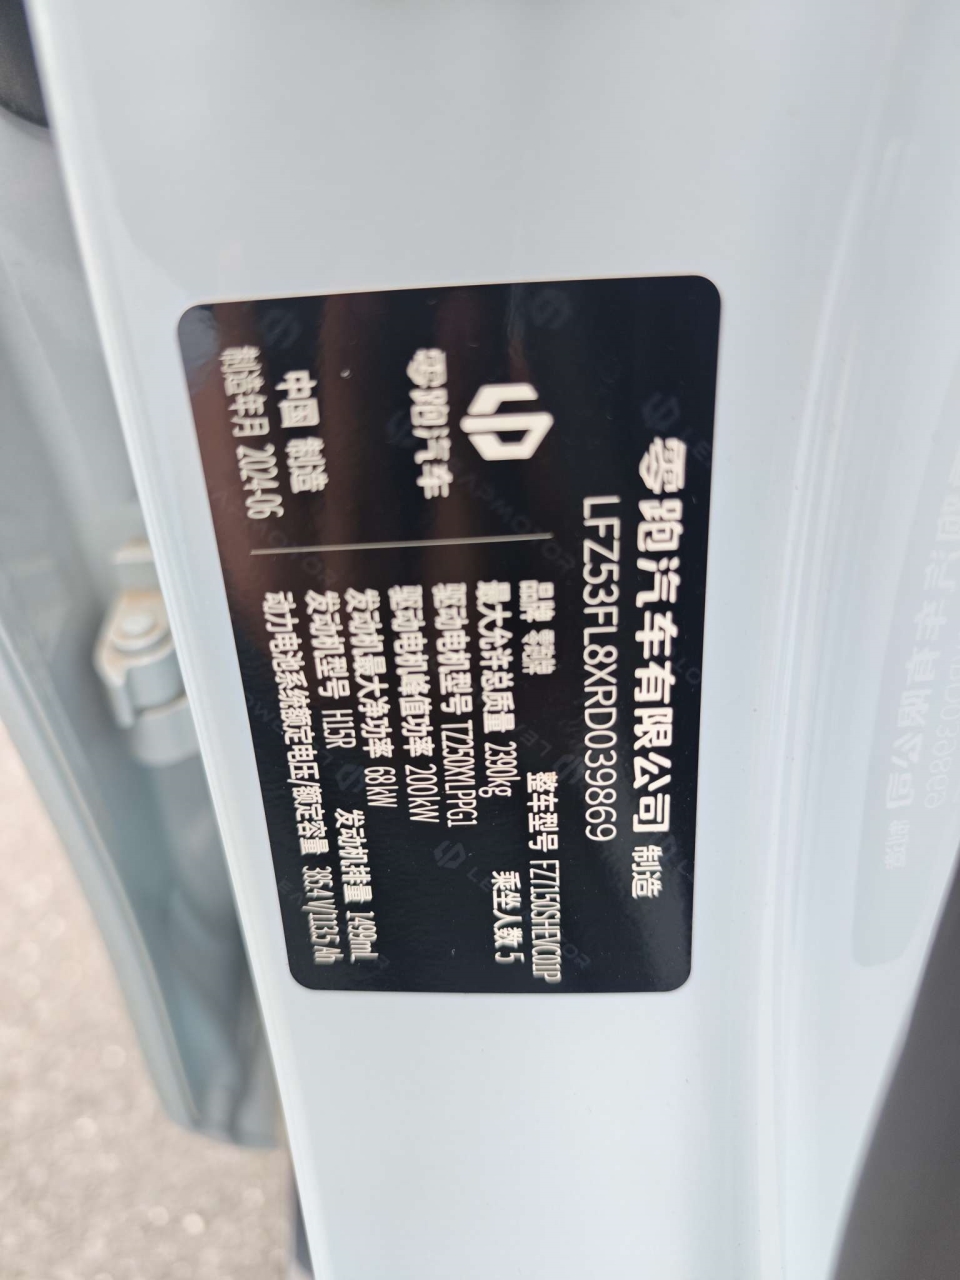 零跑汽车有限公司 制造
LFZ53FL8XRD039869
零跑汽车
中国 制造
制造年月 2024-06
品牌 零跑牌 整车型号 FZ7150SHEVC01P
最大允许总质量 2390kg 乘坐人数 5
驱动电机型号 TZ250XYLPPG1
驱动电机峰值功率 200kW
发动机最大净功率 68kW
发动机型号 H15R 发动机排量 1499mL
动力电池系统额定电压/额定容量 385.4V/113.5Ah